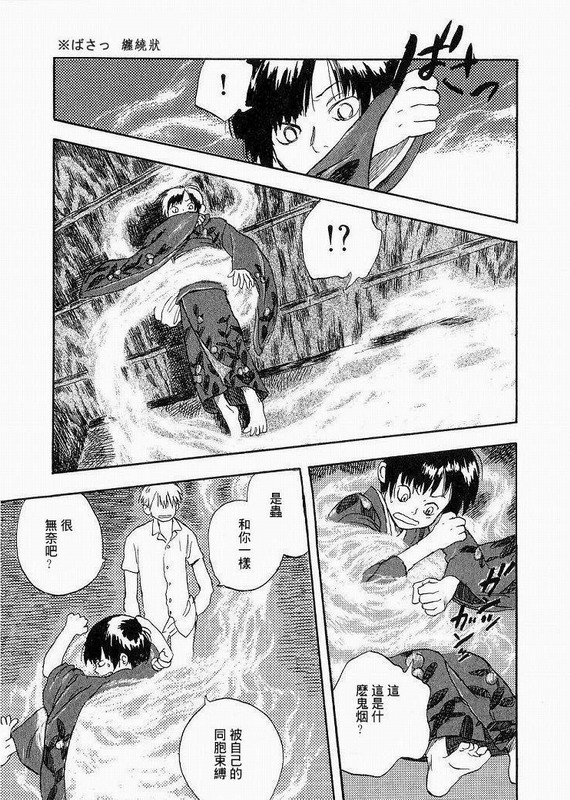 ※ばさっ 纏繞狀
ばさっ
！
！？
這
這是什
麼鬼烟？
ガッ
ガッ
是蟲
和你一樣
很
無奈吧？
被自己的
同胞束縛